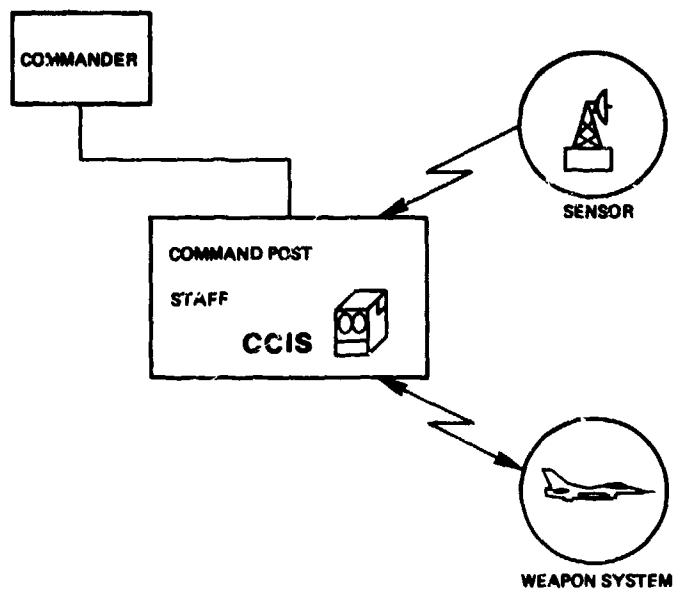 COMMANDER
SENSOR
COMMAND POST
STAFF
CCIS
WEAPON SYSTEM